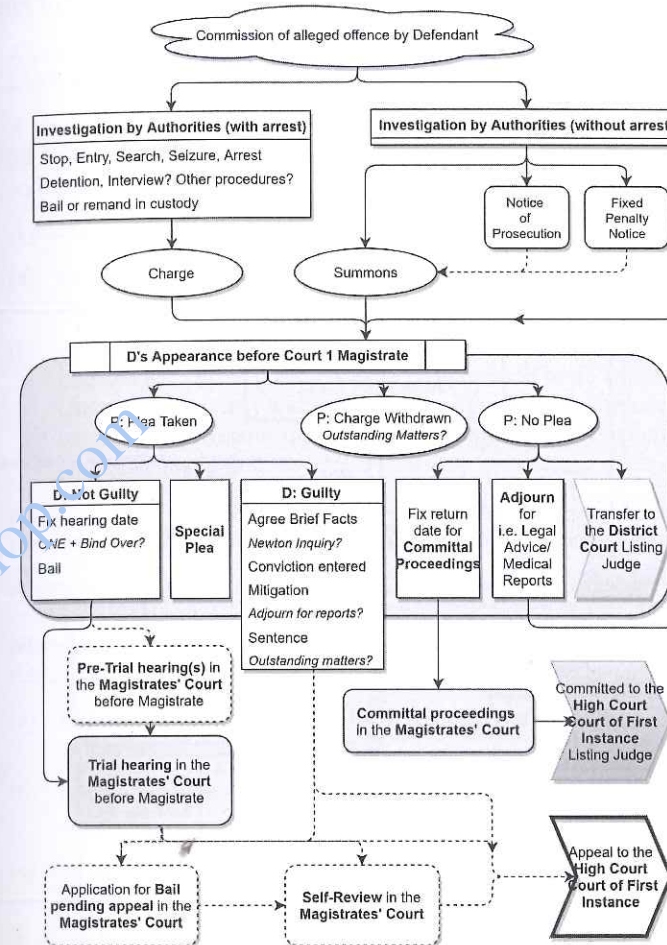 Commission of alleged offence by Defendant
Investigation by Authorities (with arrest)
Stop, Entry, Search, Seizure, Arrest
Detention, Interview? Other procedures?
Bail or remand in custody
Investigation by Authorities (without arrest
Notice
of
Prosecution
Fixed
Penalty
Notice
Charge
Summons
D's Appearance before Court 1 Magistrate
P: Plea Taken
P: Charge Withdrawn
Outstanding Matters?
P: No Plea
D: Not Guilty
Fix hearing date
ONE + Bind Over?
Bail
Special
Plea
D: Guilty
Agree Brief Facts
Newton Inquiry?
Conviction entered
Mitigation
Adjourn for reports?
Sentence
Outstanding matters?
Fix return
date for
Committal
Proceedings
Adjourn
for
i.e. Legal
Advice/
Medical
Reports
Transfer to
the District
Court Listing
Judge
Pre-Trial hearing(s) in
the Magistrates' Court
before Magistrate
Committal proceedings
in the Magistrates' Court
Committed to the
High Court
Court of First
Instance
Listing Judge
Trial hearing in the
Magistrates' Court
before Magistrate
Application for Bail
pending appeal in the
Magistrates' Court
Self-Review in the
Magistrates' Court
Appeal to the
High Court
Court of First
Instance
op.com